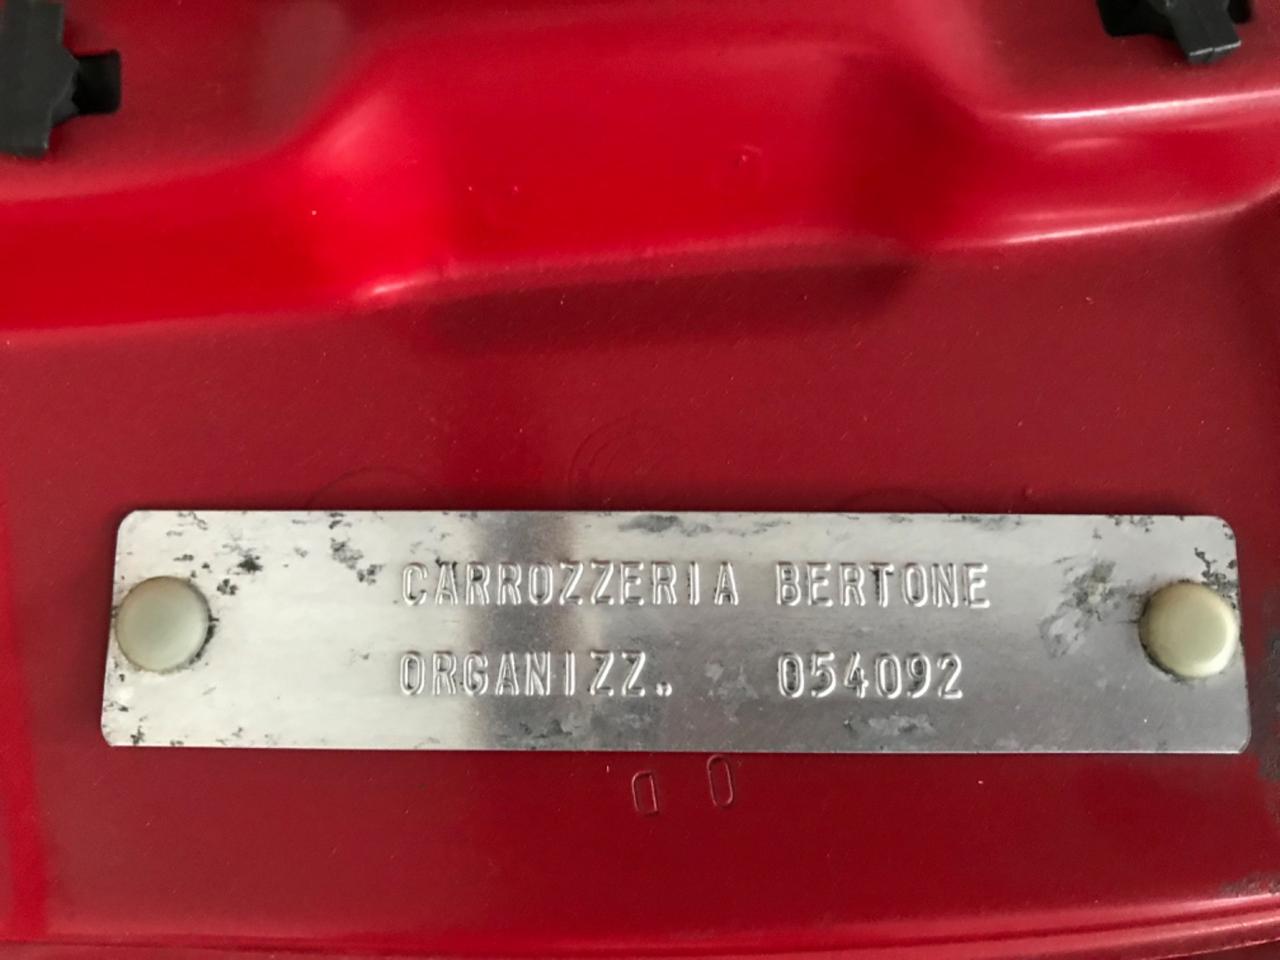 CARROZZERIA BERTONE
ORGANIZZ. 054092
D O